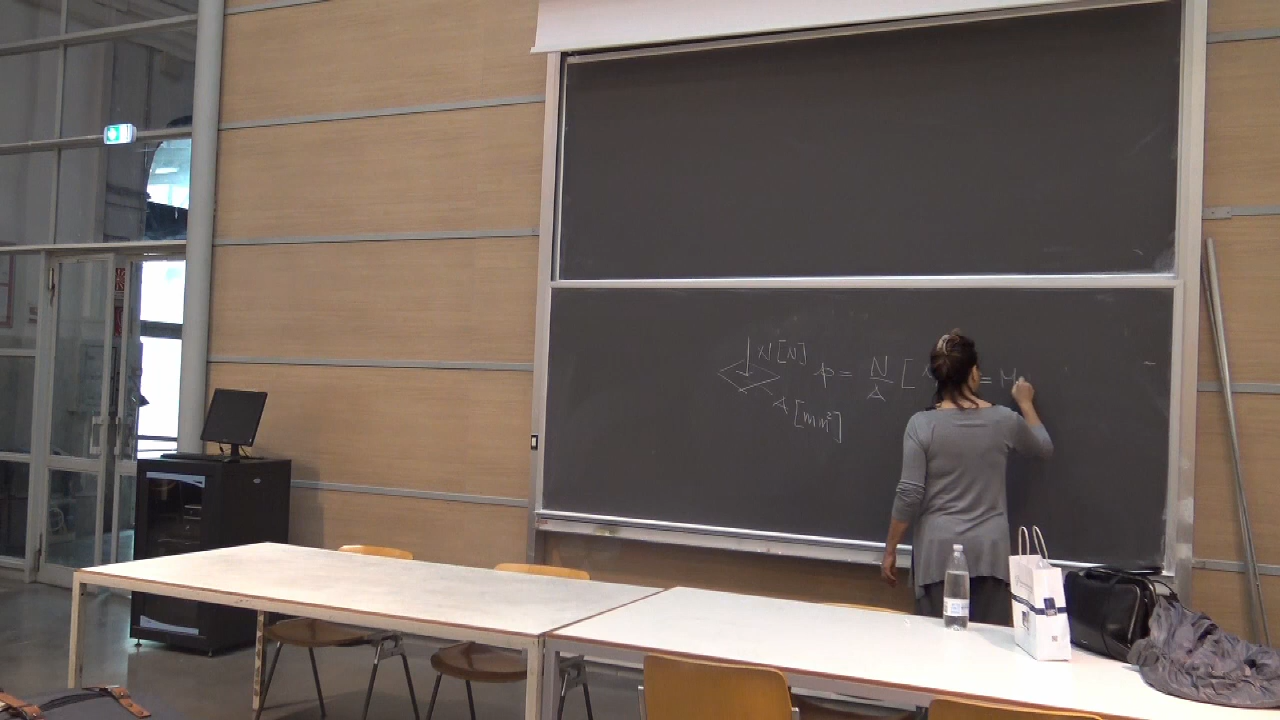 N [N] p = N/A [ = M
A [mm²]